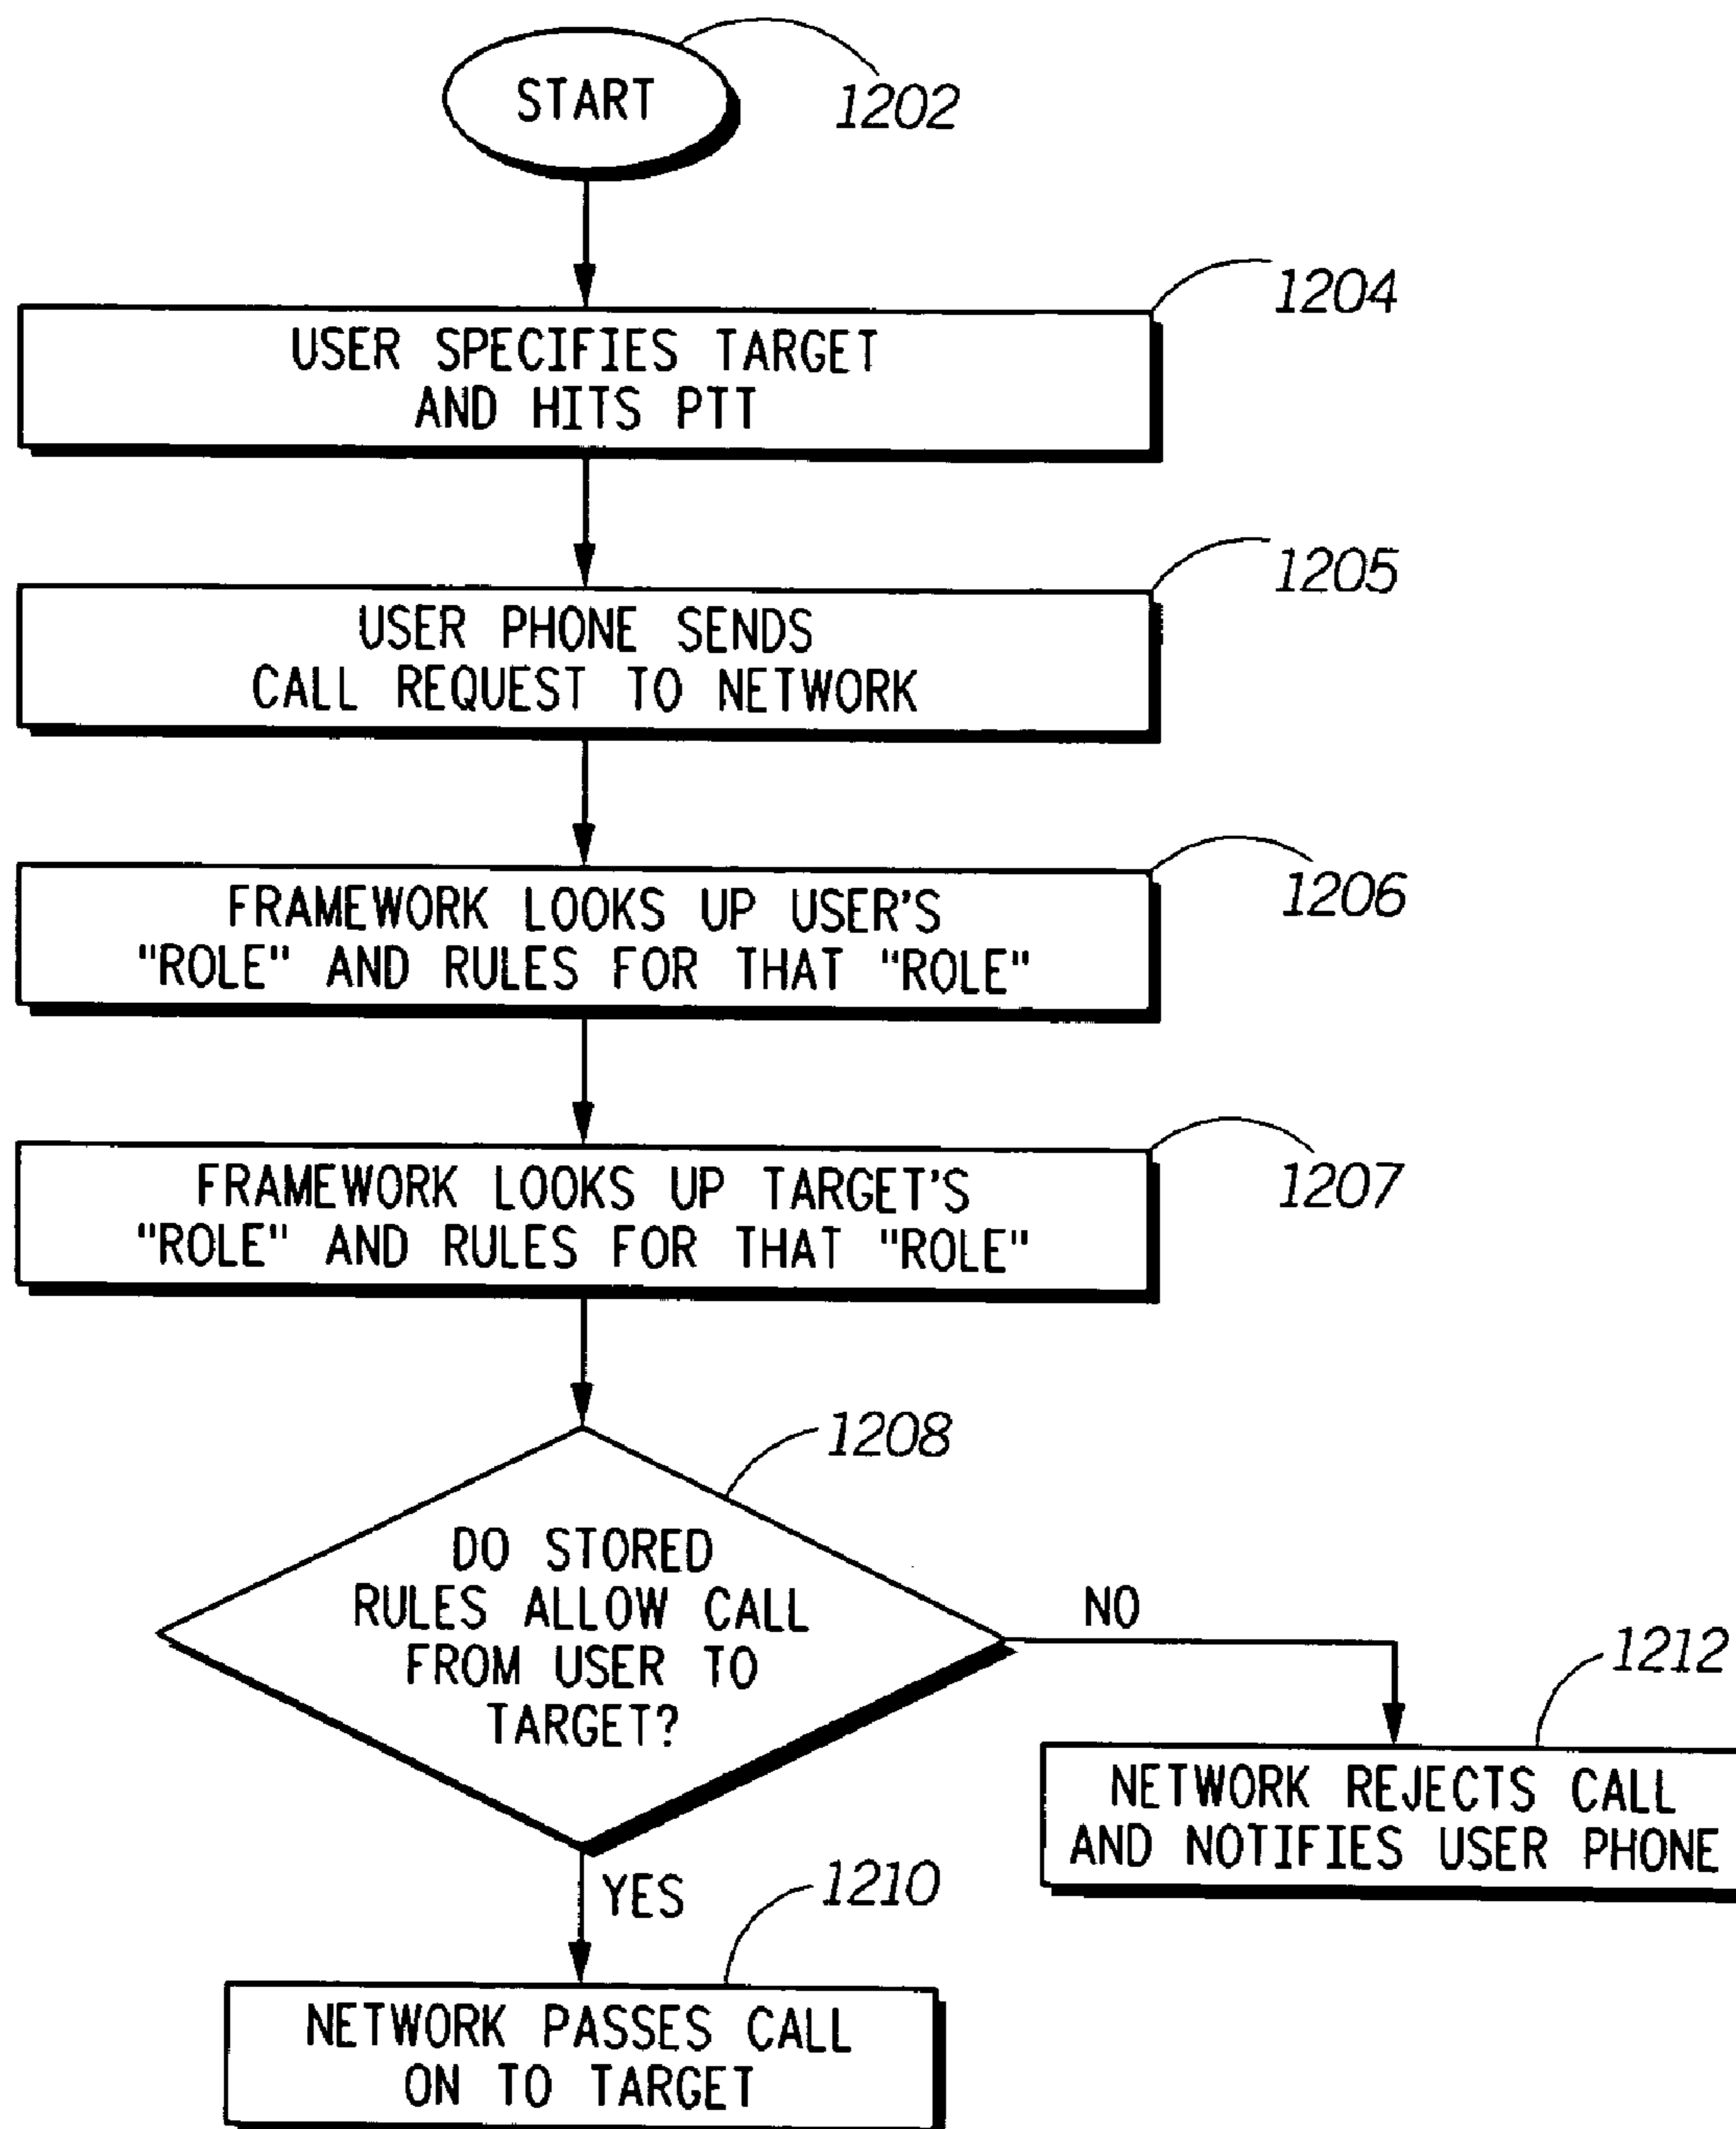 START
1202
1204
USER SPECIFIES TARGET
AND HITS PTT
1205
USER PHONE SENDS
CALL REQUEST TO NETWORK
1206
FRAMEWORK LOOKS UP USER'S
"ROLE" AND RULES FOR THAT "ROLE"
1207
FRAMEWORK LOOKS UP TARGET'S
"ROLE" AND RULES FOR THAT "ROLE"
1208
DO STORED
RULES ALLOW CALL
FROM USER TO
TARGET?
NO
1212
NETWORK REJECTS CALL
AND NOTIFIES USER PHONE
YES
1210
NETWORK PASSES CALL
ON TO TARGET